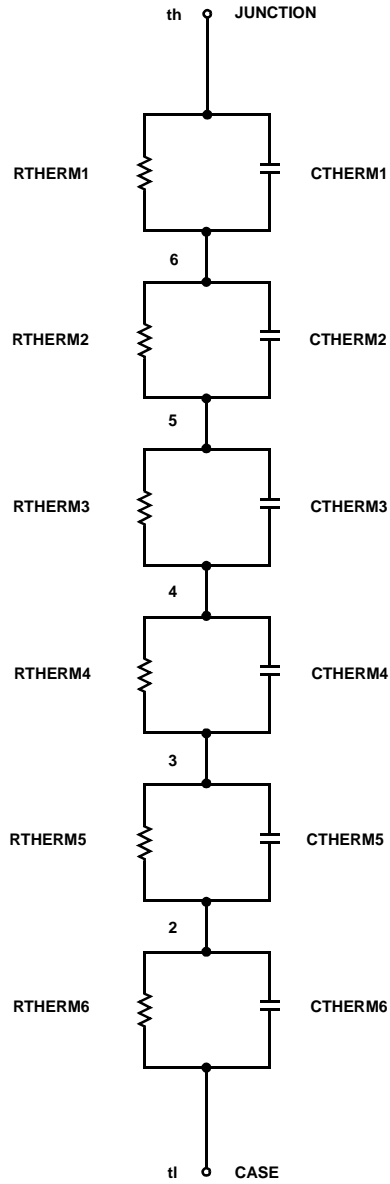 th JUNCTION
RTHERM1 CTHERM1
6
RTHERM2 CTHERM2
5
RTHERM3 CTHERM3
4
RTHERM4 CTHERM4
3
RTHERM5 CTHERM5
2
RTHERM6 CTHERM6
tl CASE